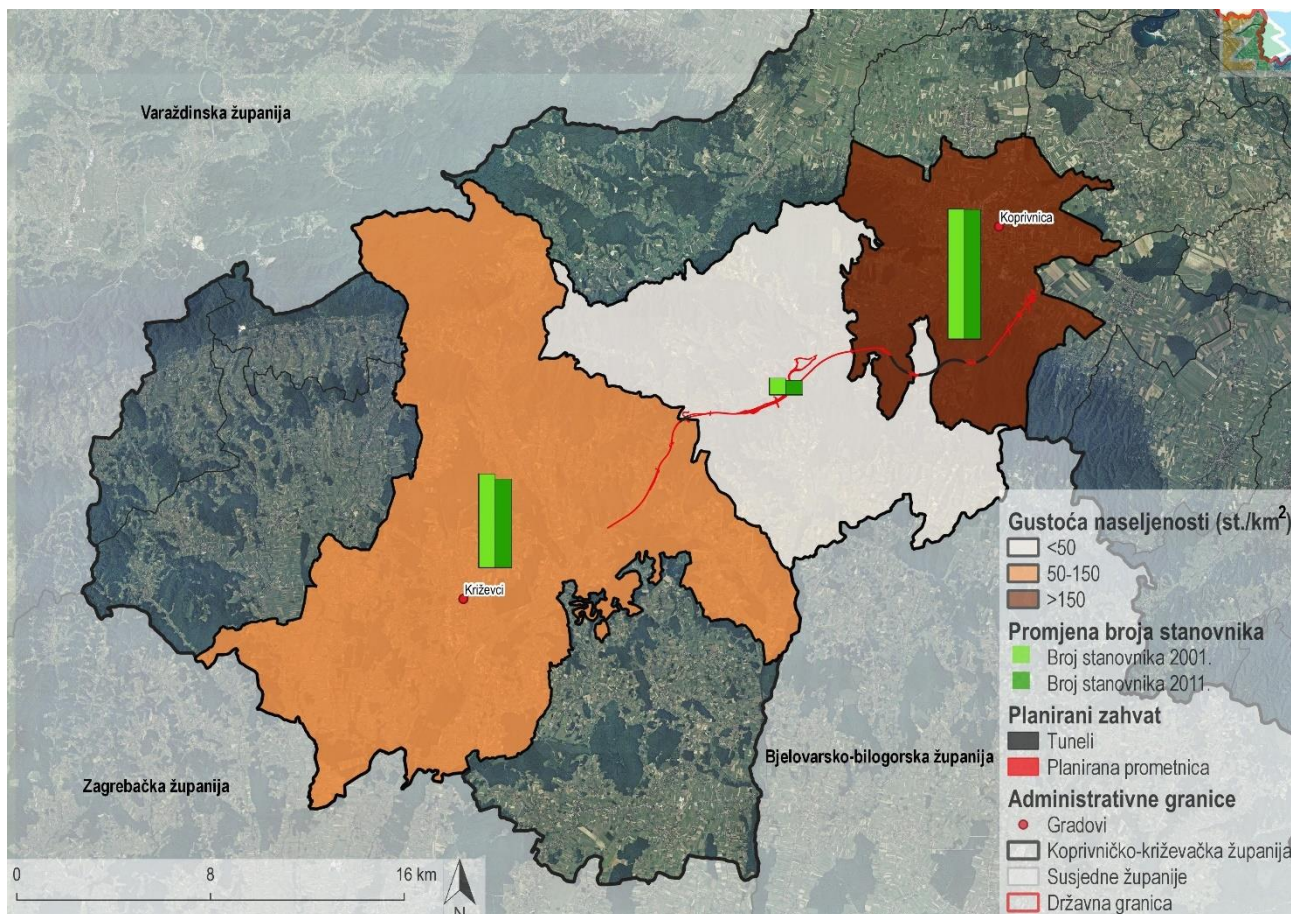 Varaždinska županija
Koprivnica
Križevci
Zagrebačka županija
Bjelovarsko-bilogorska županija
Gustoća naseljenosti (st./km²)
<50
50-150
>150
Promjena broja stanovnika
Broj stanovnika 2001.
Broj stanovnika 2011.
Planirani zahvat
Tuneli
Planirana prometnica
Administrativne granice
Gradovi
Koprivničko-križevačka županija
Susjedne županije
Državna granica
0 8 16 km
N